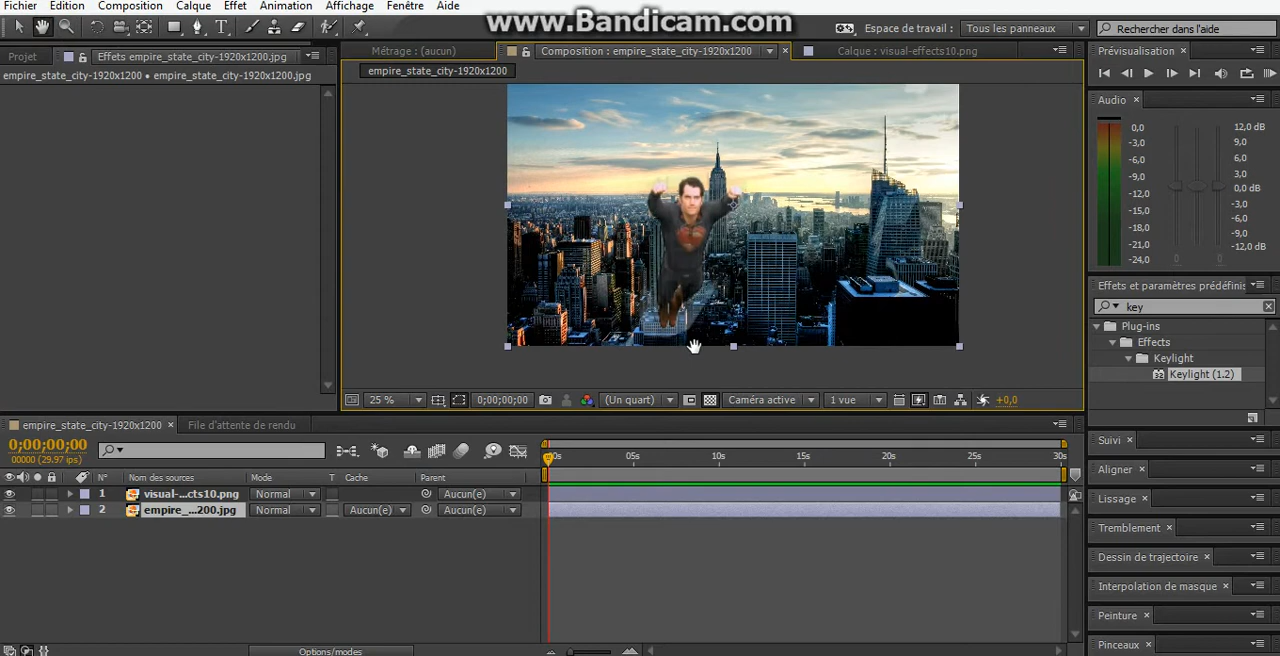 Fichier Edition Composition Calque Effet Animation Affichage Fenêtre Aide
www.Bandicam.com
Espace de travail : Tous les panneaux Rechercher dans l'aide
Projet Effets empire_state_city-1920x1200.jpg
Métrage : (aucun) Composition : empire_state_city-1920x1200 Calque : visual-effects10.png
Prévisualisation
empire_state_city-1920x1200 • empire_state_city-1920x1200.jpg
empire_state_city-1920x1200
Audio
0,0 12,0 dB
-3,0 9,0
-6,0 6,0
-9,0 3,0
-12,0 0,0 dB
-15,0 -3,0
-18,0 -6,0
-21,0 -9,0
-24,0 -12,0 dB
0 0
Effets et paramètres prédéfinis
key
Plug-ins
Effects
Keylight
32 Keylight (1.2)
25 % 0;00;00;00 (Un quart) Caméra active 1 vue +0,0
empire_state_city-1920x1200 File d'attente de rendu
0;00;00;00
00000 (29.97 ips)
00s 05s 10s 15s 20s 25s 30s
N° Nom des sources Mode T Cache Parent
1 visual-...cts10.png Normal Aucun(e)
2 empire_...200.jpg Normal Aucun(e) Aucun(e)
Options/modes
Suivi
Aligner
Lissage
Tremblement
Dessin de trajectoire
Interpolation de masque
Peinture
Pinceaux